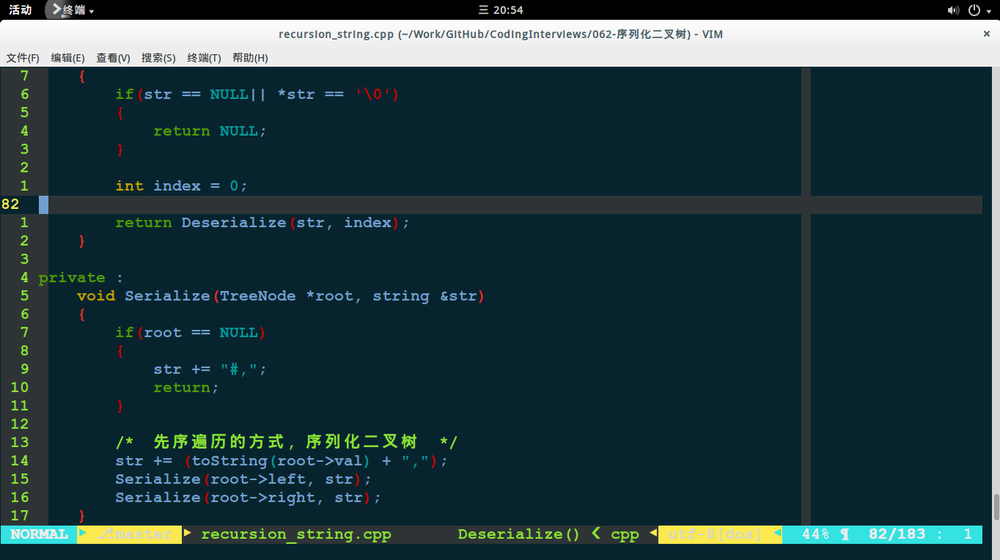 活动 终端 三 20:54
recursion_string.cpp (~/Work/GitHub/CodingInterviews/062-序列化二叉树) - VIM ×
文件(F) 编辑(E) 查看(V) 搜索(S) 终端(T) 帮助(H)
7     {
6         if(str == NULL|| *str == '\0')
5         {
4             return NULL;
3         }
2
1         int index = 0;
82
1         return Deserialize(str, index);
2     }
3
4 private :
5     void Serialize(TreeNode *root, string &str)
6     {
7         if(root == NULL)
8         {
9             str += "#,";
10             return;
11         }
12
13         /*  先序遍历的方式, 序列化二叉树  */
14         str += (toString(root->val) + ",");
15         Serialize(root->left, str);
16         Serialize(root->right, str);
17     }
NORMAL master recursion_string.cpp Deserialize() ❮ cpp utf-8[dos] 44% ¶ 82/183 : 1